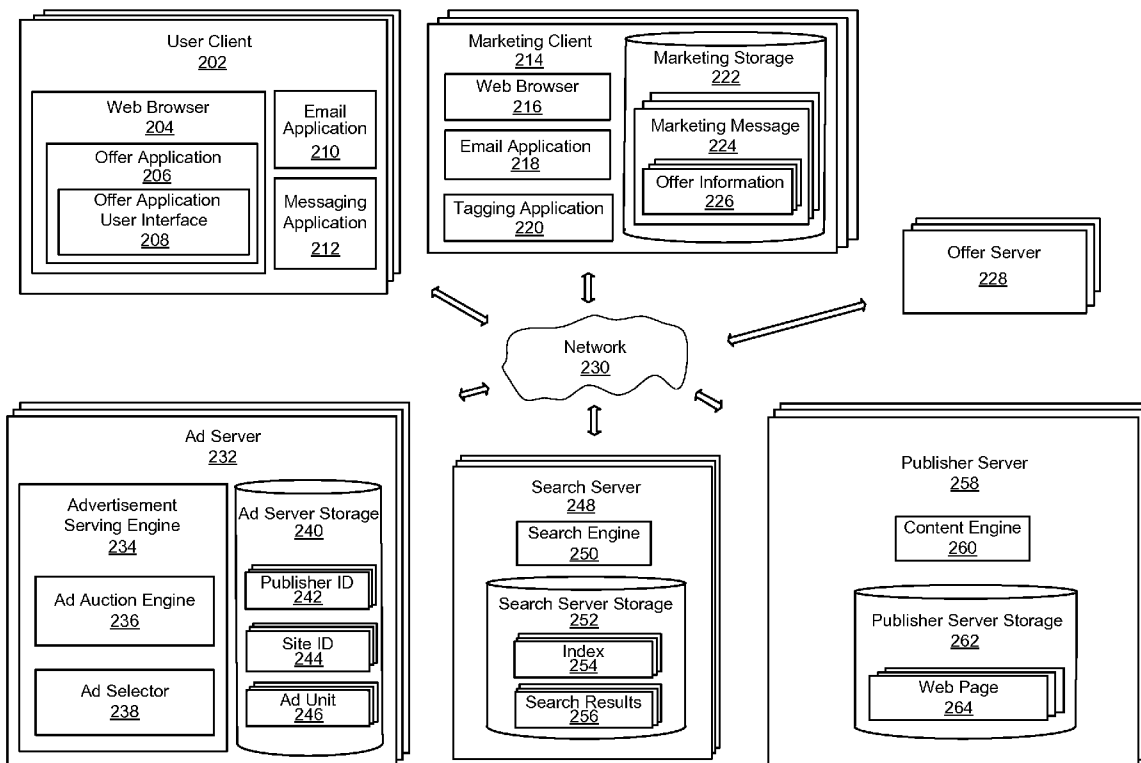 User Client
202
Web Browser
204
Offer Application
206
Offer Application
User Interface
208
Email
Application
210
Messaging
Application
212
Marketing Client
214
Web Browser
216
Email Application
218
Tagging Application
220
Marketing Storage
222
Marketing Message
224
Offer Information
226
Offer Server
228
Network
230
Ad Server
232
Advertisement
Serving Engine
234
Ad Auction Engine
236
Ad Selector
238
Ad Server Storage
240
Publisher ID
242
Site ID
244
Ad Unit
246
Search Server
248
Search Engine
250
Search Server Storage
252
Index
254
Search Results
256
Publisher Server
258
Content Engine
260
Publisher Server Storage
262
Web Page
264